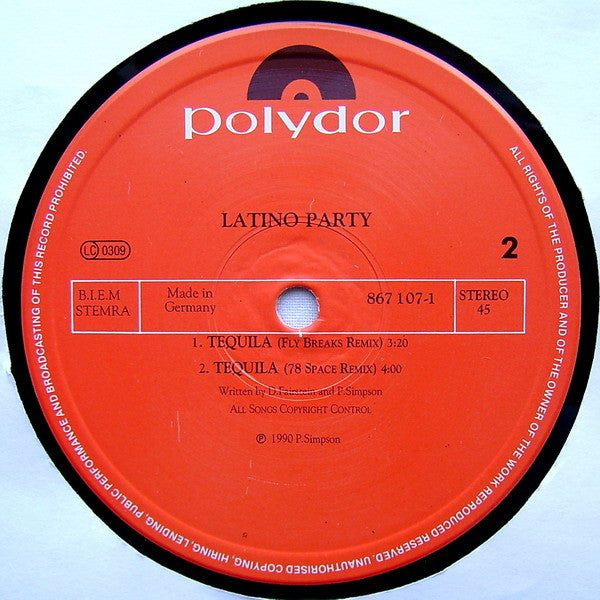 polydor
LATINO PARTY
LC 0309
2
B.I.E.M
STEMRA
Made in
Germany
867 107-1
STEREO
45
1. TEQUILA (FLY BREAKS REMIX) 3:20
2. TEQUILA (78 SPACE REMIX) 4:00
Written by D.Fairstein and P.Simpson
ALL SONGS COPYRIGHT CONTROL
℗ 1990 P.Simpson
ALL RIGHTS OF THE PRODUCER AND OF THE OWNER OF THE WORK REPRODUCED RESERVED. UNAUTHORISED COPYING, HIRING, LENDING, PUBLIC PERFORMANCE AND BROADCASTING OF THIS RECORD PROHIBITED.